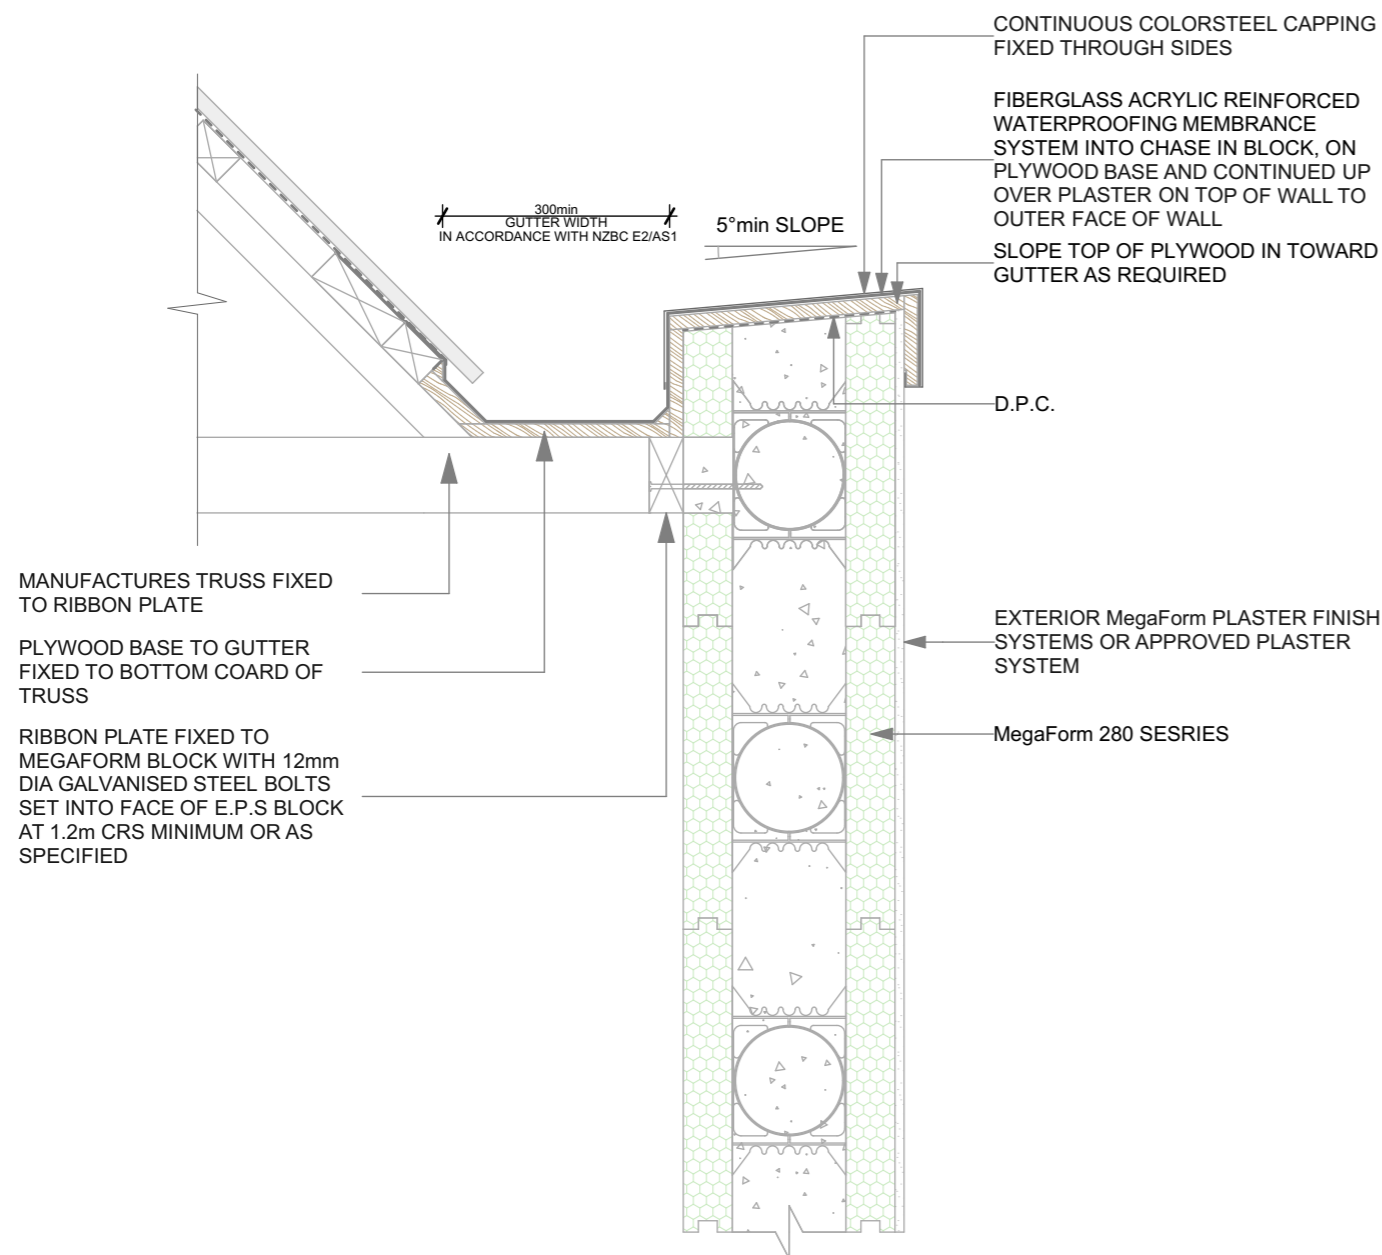 CONTINUOUS COLORSTEEL CAPPING
FIXED THROUGH SIDES
FIBERGLASS ACRYLIC REINFORCED
WATERPROOFING MEMBRANCE
SYSTEM INTO CHASE IN BLOCK, ON
PLYWOOD BASE AND CONTINUED UP
OVER PLASTER ON TOP OF WALL TO
OUTER FACE OF WALL
SLOPE TOP OF PLYWOOD IN TOWARD
GUTTER AS REQUIRED
300min
GUTTER WIDTH
IN ACCORDANCE WITH NZBC E2/AS1
5°min SLOPE
D.P.C.
MANUFACTURES TRUSS FIXED
TO RIBBON PLATE
PLYWOOD BASE TO GUTTER
FIXED TO BOTTOM COARD OF
TRUSS
RIBBON PLATE FIXED TO
MEGAFORM BLOCK WITH 12mm
DIA GALVANISED STEEL BOLTS
SET INTO FACE OF E.P.S BLOCK
AT 1.2m CRS MINIMUM OR AS
SPECIFIED
EXTERIOR MegaForm PLASTER FINISH
SYSTEMS OR APPROVED PLASTER
SYSTEM
MegaForm 280 SESRIES